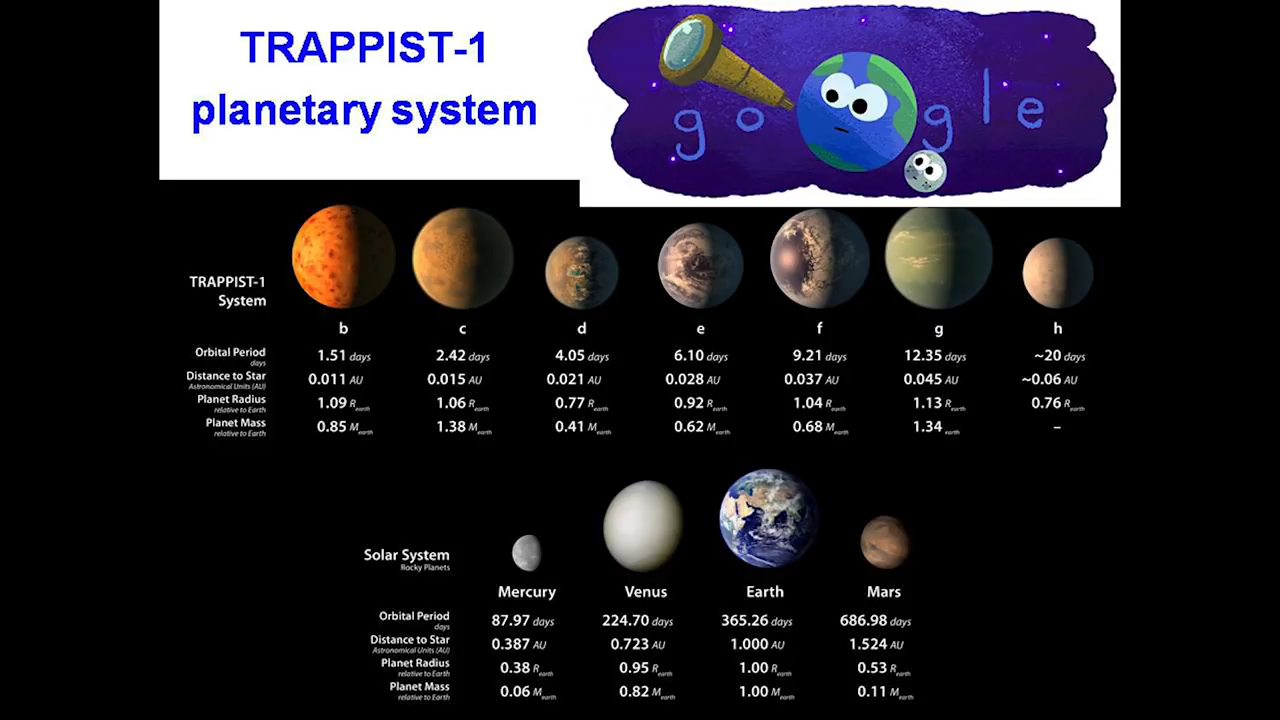 TRAPPIST-1
planetary system
google
TRAPPIST-1
System
b c d e f g h
Orbital Period 1.51 days 2.42 days 4.05 days 6.10 days 9.21 days 12.35 days ~20 days
days
Distance to Star 0.011 AU 0.015 AU 0.021 AU 0.028 AU 0.037 AU 0.045 AU ~0.06 AU
Astronomical Units (AU)
Planet Radius 1.09 Rearth 1.06 Rearth 0.77 Rearth 0.92 Rearth 1.04 Rearth 1.13 Rearth 0.76 Rearth
relative to Earth
Planet Mass 0.85 Mearth 1.38 Mearth 0.41 Mearth 0.62 Mearth 0.68 Mearth 1.34 earth –
relative to Earth
Solar System
Rocky Planets
Mercury Venus Earth Mars
Orbital Period 87.97 days 224.70 days 365.26 days 686.98 days
days
Distance to Star 0.387 AU 0.723 AU 1.000 AU 1.524 AU
Astronomical Units (AU)
Planet Radius 0.38 Rearth 0.95 Rearth 1.00 Rearth 0.53 Rearth
relative to Earth
Planet Mass 0.06 Mearth 0.82 Mearth 1.00 Mearth 0.11 Mearth
relative to Earth